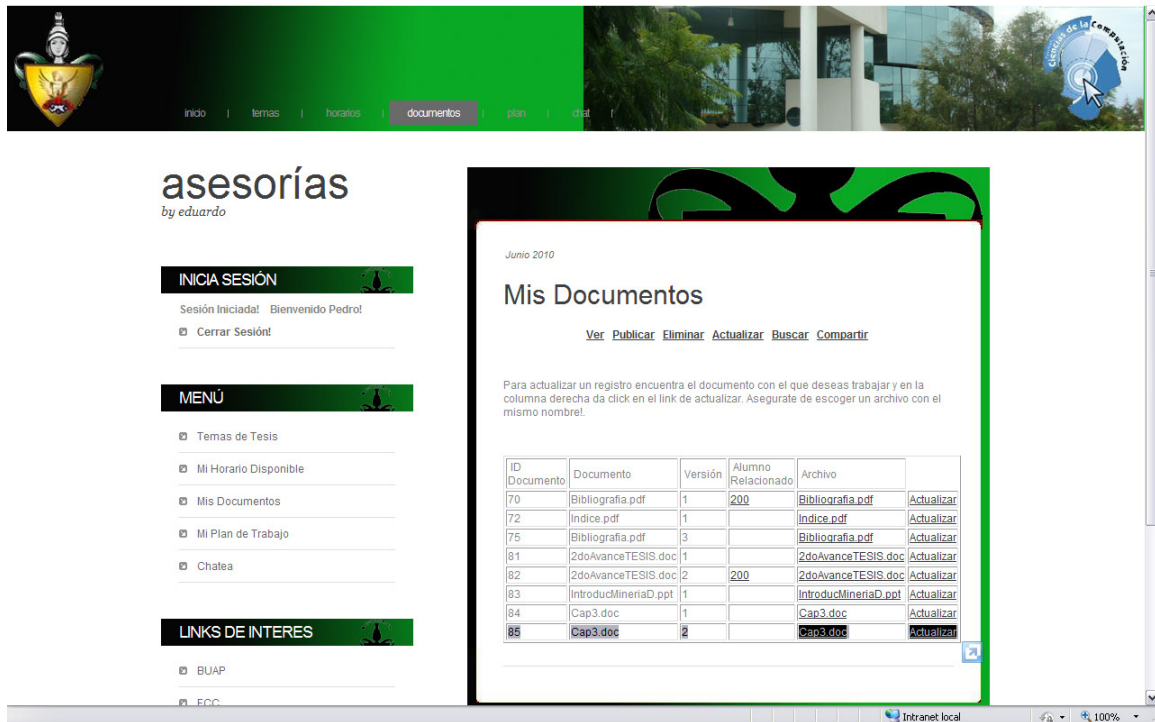 Ciencias de la Computación
inicio | temas | horarios | documentos | plan | chat |
asesorías
by eduardo
INICIA SESIÓN
Sesión Iniciada! Bienvenido Pedro!
Cerrar Sesión!
MENÚ
Temas de Tesis
Mi Horario Disponible
Mis Documentos
Mi Plan de Trabajo
Chatea
LINKS DE INTERES
BUAP
FCC
Junio 2010
Mis Documentos
Ver Publicar Eliminar Actualizar Buscar Compartir
Para actualizar un registro encuentra el documento con el que deseas trabajar y en la
columna derecha da click en el link de actualizar. Asegurate de escoger un archivo con el
mismo nombre!.
ID Documento Documento Versión Alumno Relacionado Archivo
70 Bibliografia.pdf 1 200 Bibliografia.pdf Actualizar
72 Indice.pdf 1 Indice.pdf Actualizar
75 Bibliografia.pdf 3 Bibliografia.pdf Actualizar
81 2doAvanceTESIS.doc 1 2doAvanceTESIS.doc Actualizar
82 2doAvanceTESIS.doc 2 200 2doAvanceTESIS.doc Actualizar
83 IntroducMineriaD.ppt 1 IntroducMineriaD.ppt Actualizar
84 Cap3.doc 1 Cap3.doc Actualizar
85 Cap3.doc 2 Cap3.doc Actualizar
Intranet local 100%